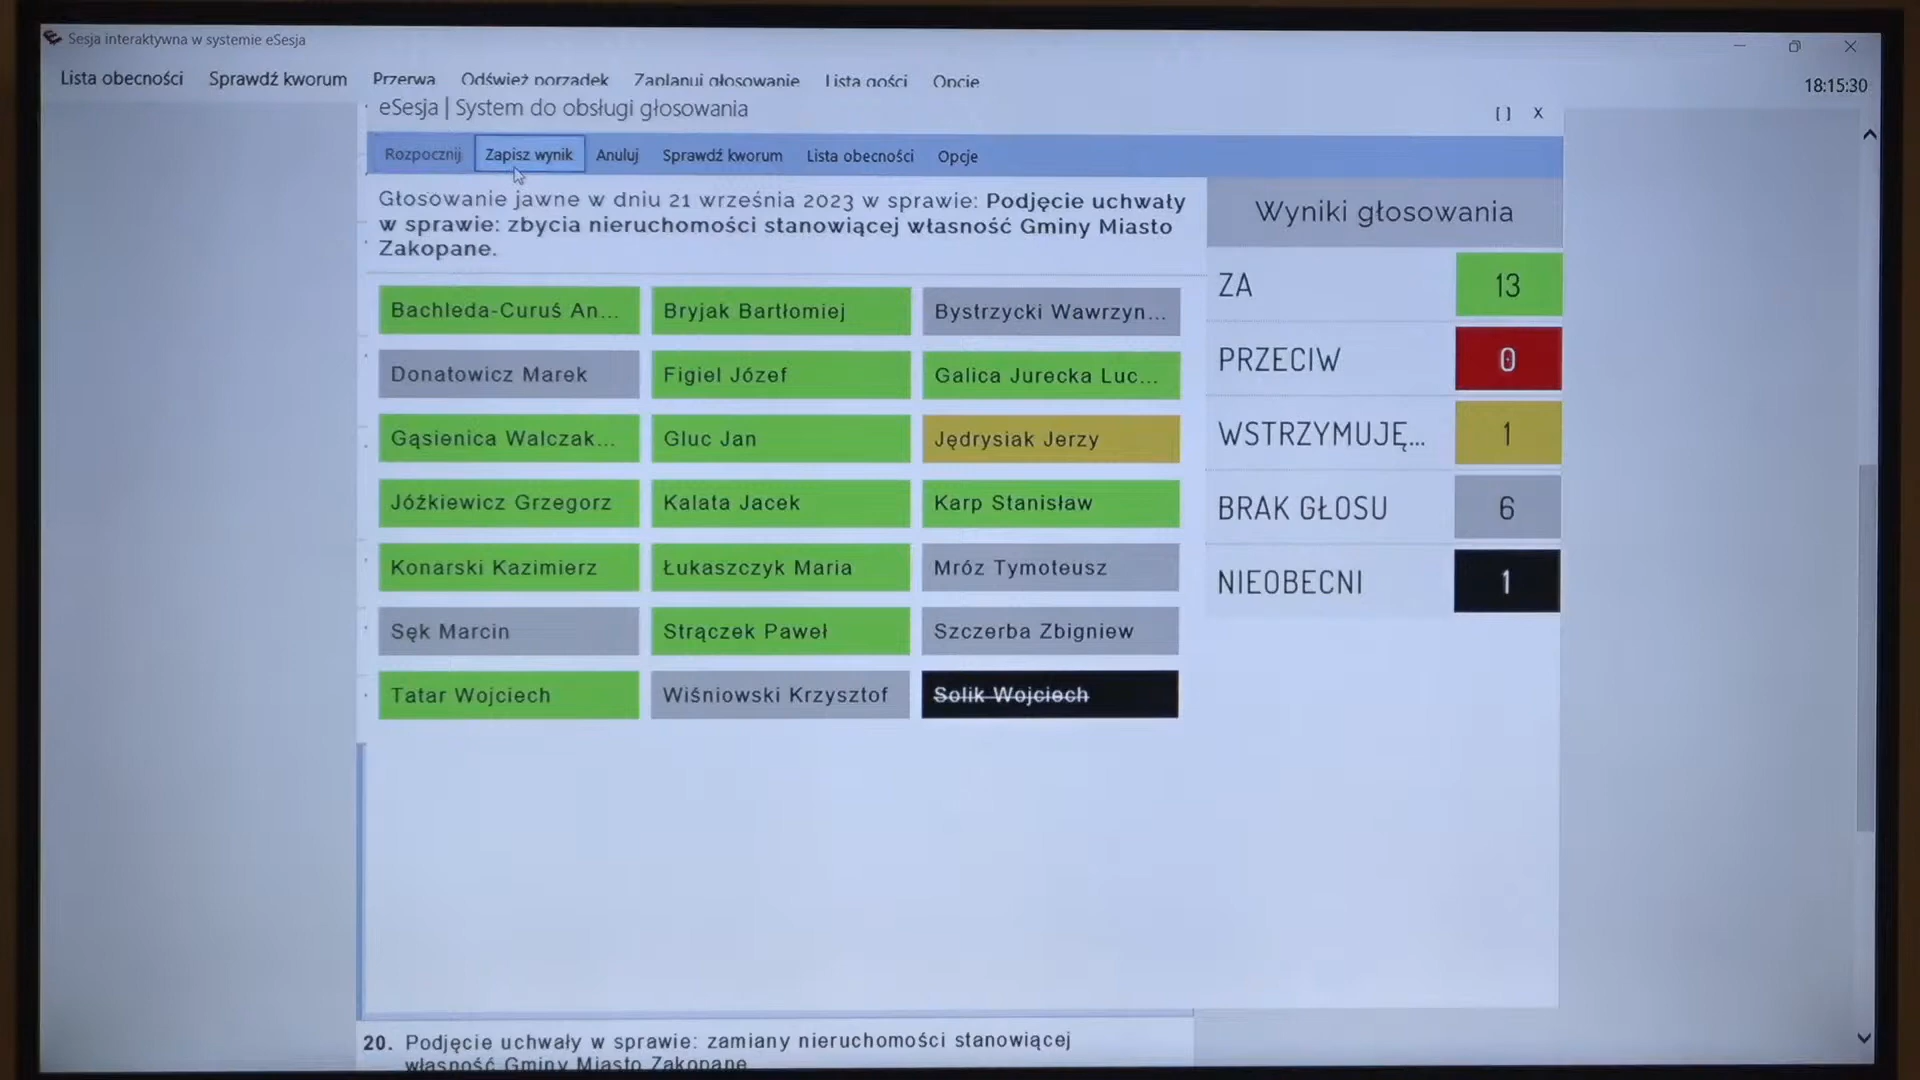 Sesja interaktywna w systemie eSesja
Lista obecności Sprawdź kworum Przerwa Odśwież porządek Zaplanuj głosowanie Lista gości Opcje
18:15:30
eSesja | System do obsługi głosowania
[ ] X
Rozpocznij Zapisz wynik Anuluj Sprawdź kworum Lista obecności Opcje
Głosowanie jawne w dniu 21 września 2023 w sprawie: Podjęcie uchwały
w sprawie: zbycia nieruchomości stanowiącej własność Gminy Miasto
Zakopane.
Bachleda-Curuś An... Bryjak Bartłomiej Bystrzycki Wawrzyn...
Donatowicz Marek Figiel Józef Galica Jurecka Luc...
Gąsienica Walczak... Gluc Jan Jędrysiak Jerzy
Jóźkiewicz Grzegorz Kalata Jacek Karp Stanisław
Konarski Kazimierz Łukaszczyk Maria Mróz Tymoteusz
Sęk Marcin Strączek Paweł Szczerba Zbigniew
Tatar Wojciech Wiśniowski Krzysztof Solik Wojciech
Wyniki głosowania
ZA 13
PRZECIW 0
WSTRZYMUJĘ... 1
BRAK GŁOSU 6
NIEOBECNI 1
20. Podjęcie uchwały w sprawie: zamiany nieruchomości stanowiącej
własność Gminy Miasto Zakopane